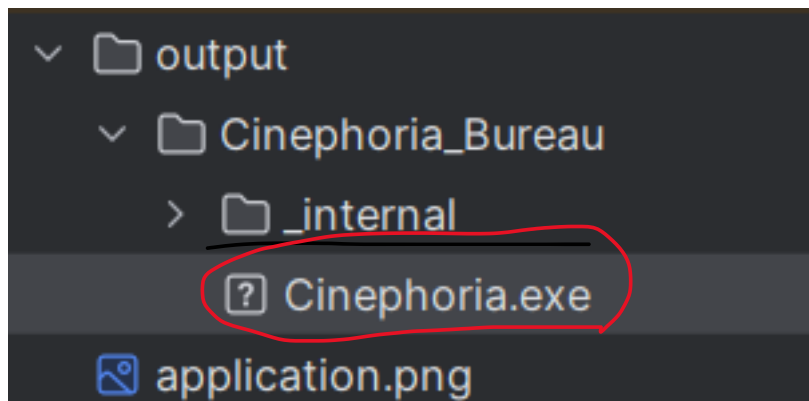 output
Cinephoria_Bureau
_internal
Cinephoria.exe
application.png